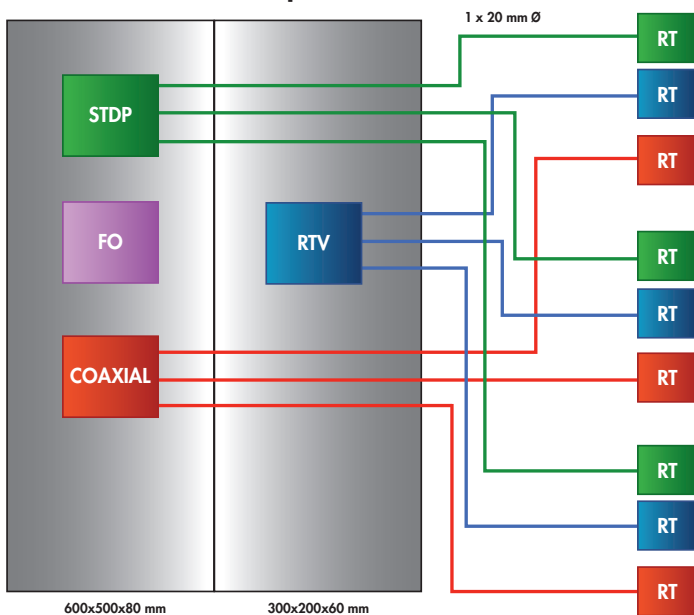 1 x 20 mm Ø
RT
RT
STDP
RT
FO
RTV
RT
RT
COAXIAL
RT
RT
RT
RT
600x500x80 mm
300x200x60 mm